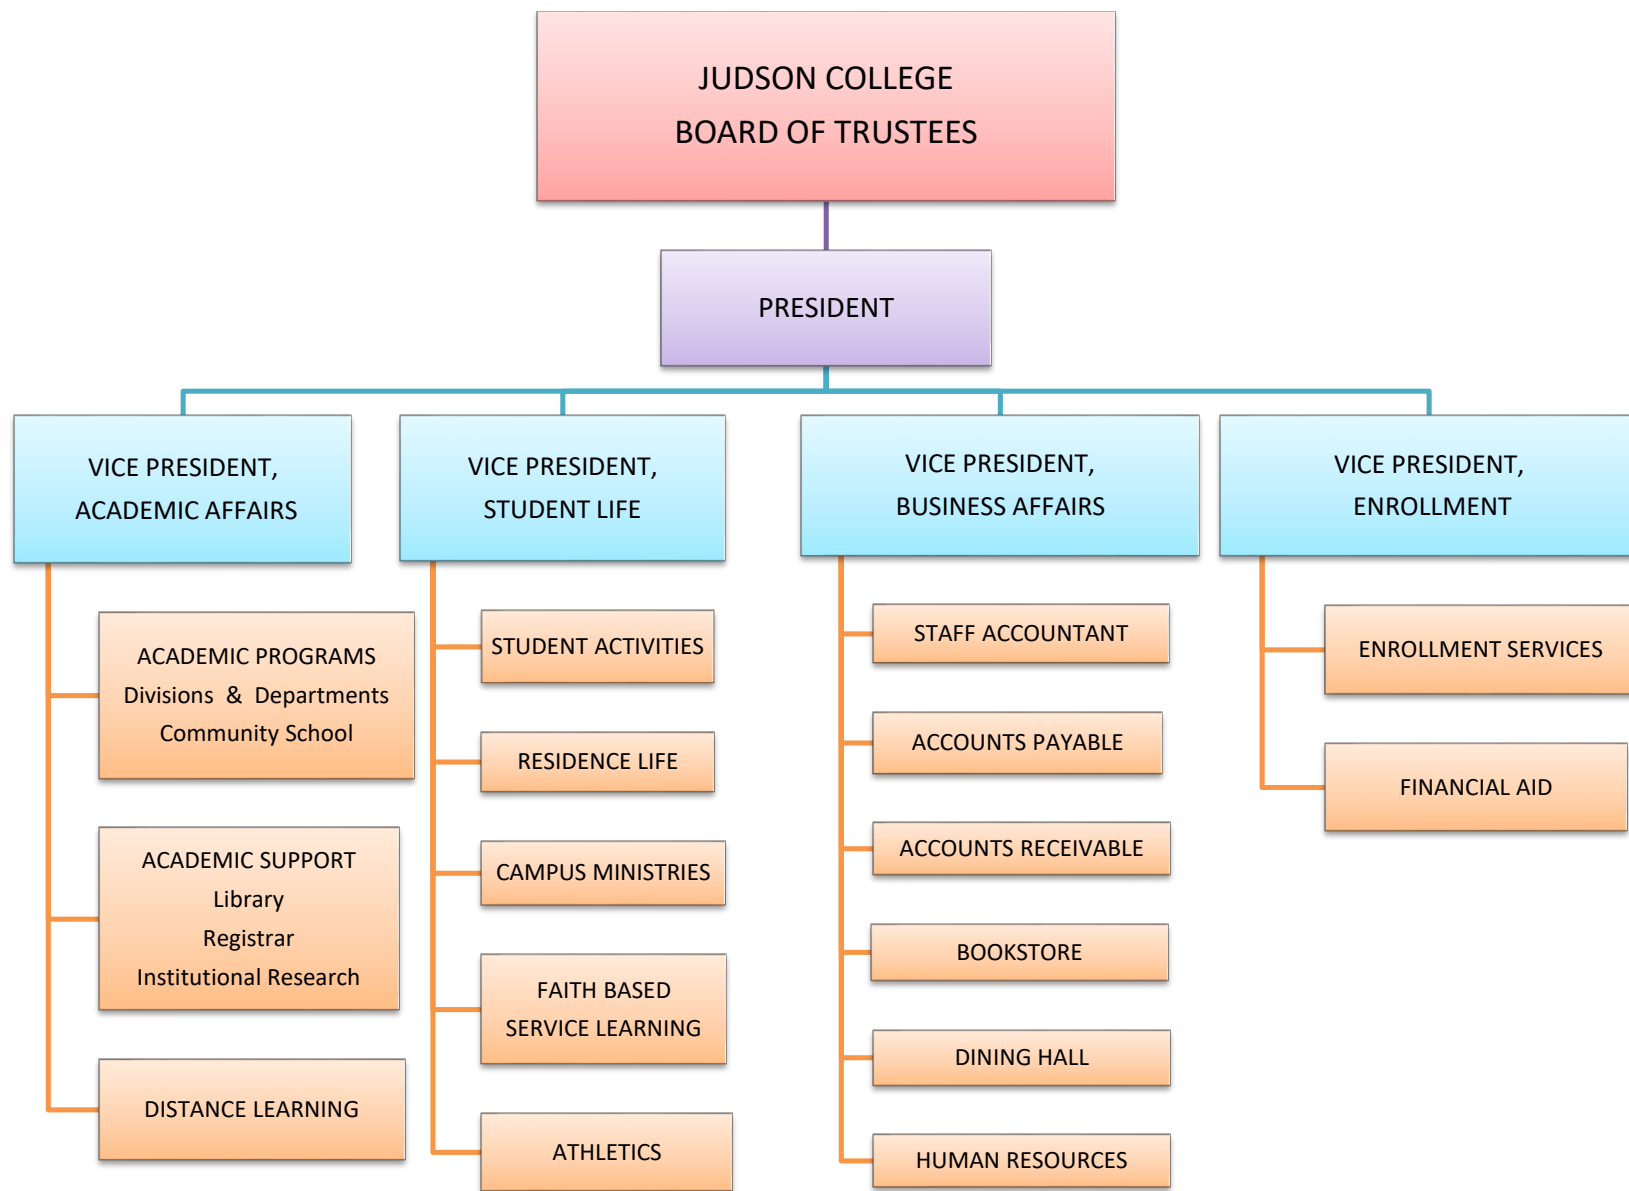 JUDSON COLLEGE
BOARD OF TRUSTEES
PRESIDENT
VICE PRESIDENT,
ACADEMIC AFFAIRS
ACADEMIC PROGRAMS
Divisions & Departments
Community School
ACADEMIC SUPPORT
Library
Registrar
Institutional Research
DISTANCE LEARNING
VICE PRESIDENT,
STUDENT LIFE
STUDENT ACTIVITIES
RESIDENCE LIFE
CAMPUS MINISTRIES
FAITH BASED
SERVICE LEARNING
ATHLETICS
VICE PRESIDENT,
BUSINESS AFFAIRS
STAFF ACCOUNTANT
ACCOUNTS PAYABLE
ACCOUNTS RECEIVABLE
BOOKSTORE
DINING HALL
HUMAN RESOURCES
VICE PRESIDENT,
ENROLLMENT
ENROLLMENT SERVICES
FINANCIAL AID